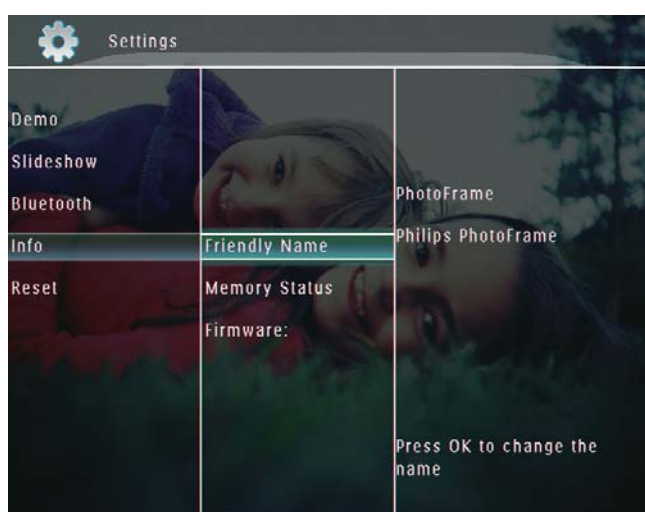 Settings
Demo
Slideshow
Bluetooth
Info
Reset
Friendly Name
Memory Status
Firmware:
PhotoFrame
Philips PhotoFrame
Press OK to change the
name